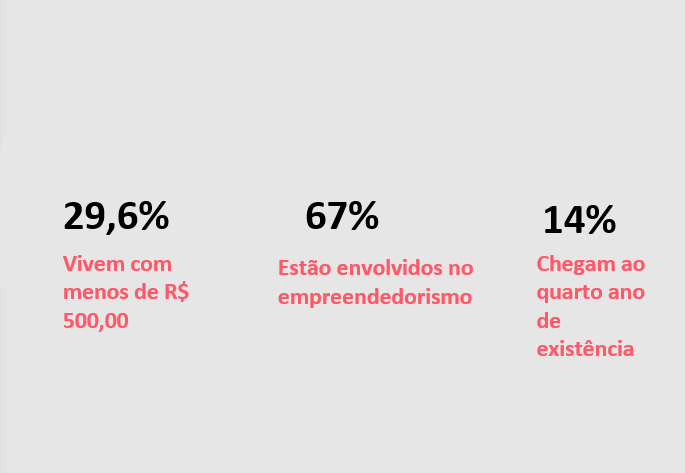 29,6%
Vivem com
menos de R$
500,00
67%
Estão envolvidos no
empreendedorismo
14%
Chegam ao
quarto ano
de
existência